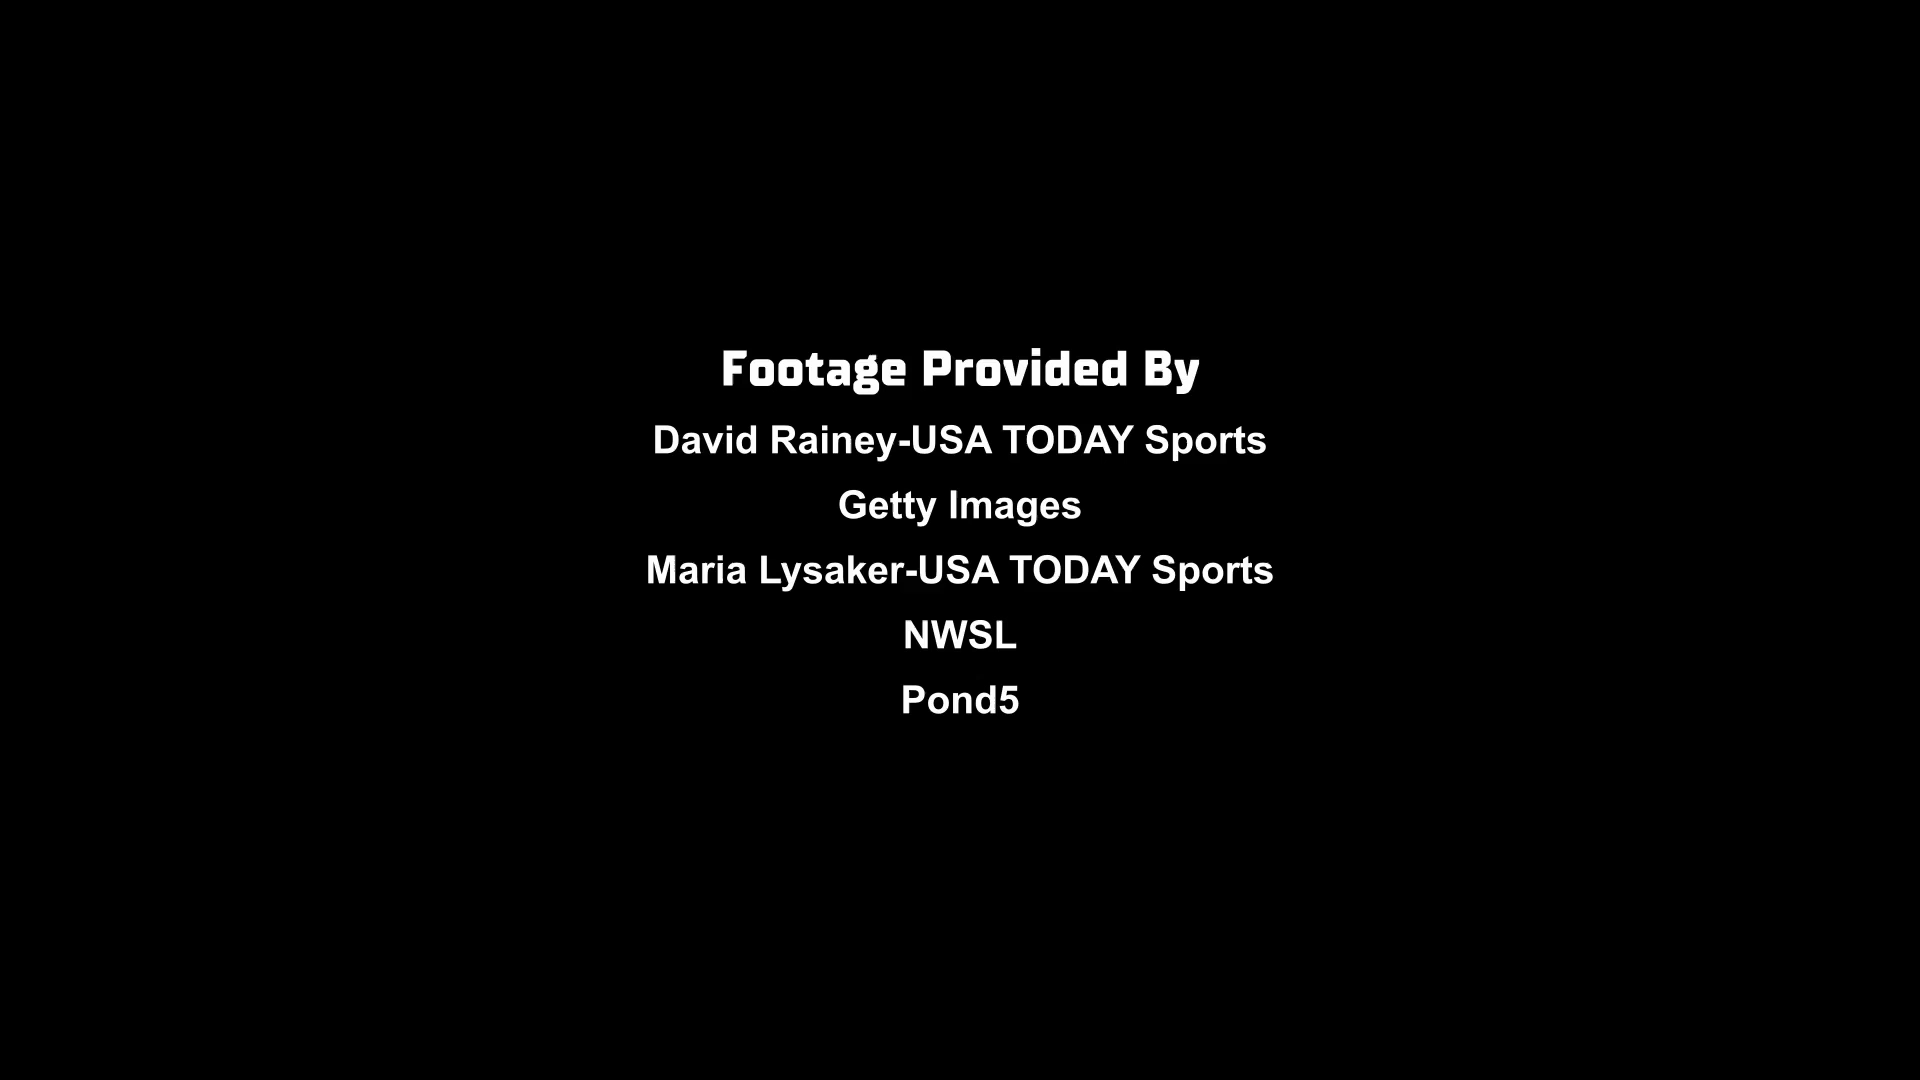 Footage Provided By
David Rainey-USA TODAY Sports
Getty Images
Maria Lysaker-USA TODAY Sports
NWSL
Pond5